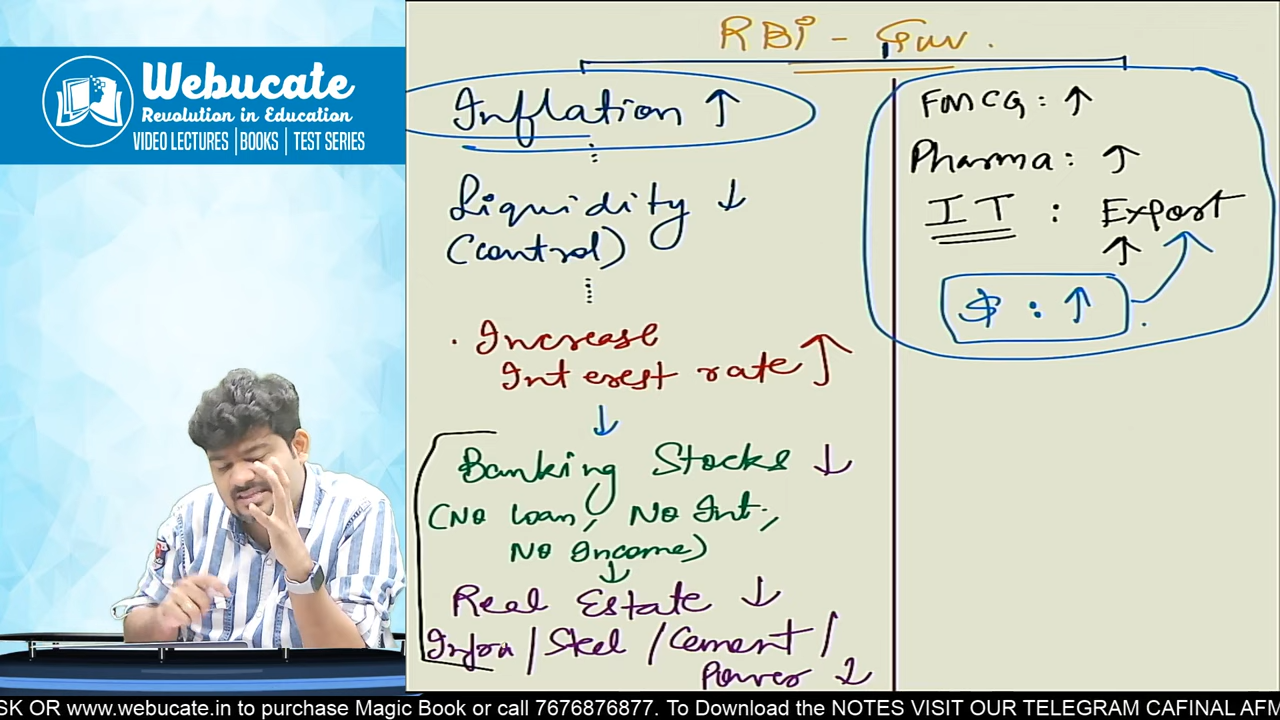 Webucate
Revolution in Education
VIDEO LECTURES | BOOKS | TEST SERIES
RBI - Gov.
Inflation ↑
Liquidity ↓
(control)
. Increase
Interest rate ↑
↓
Banking Stocks ↓
(No loan, No Int.,
No Income)
↓
Real Estate ↓
Infra / Steel / Cement /
Power ↓
FMCG : ↑
Pharma : ↑
IT : Export
↑
$ : ↑
SK OR www.webucate.in to purchase Magic Book or call 7676876877. To Download the NOTES VISIT OUR TELEGRAM CAFINAL AFM